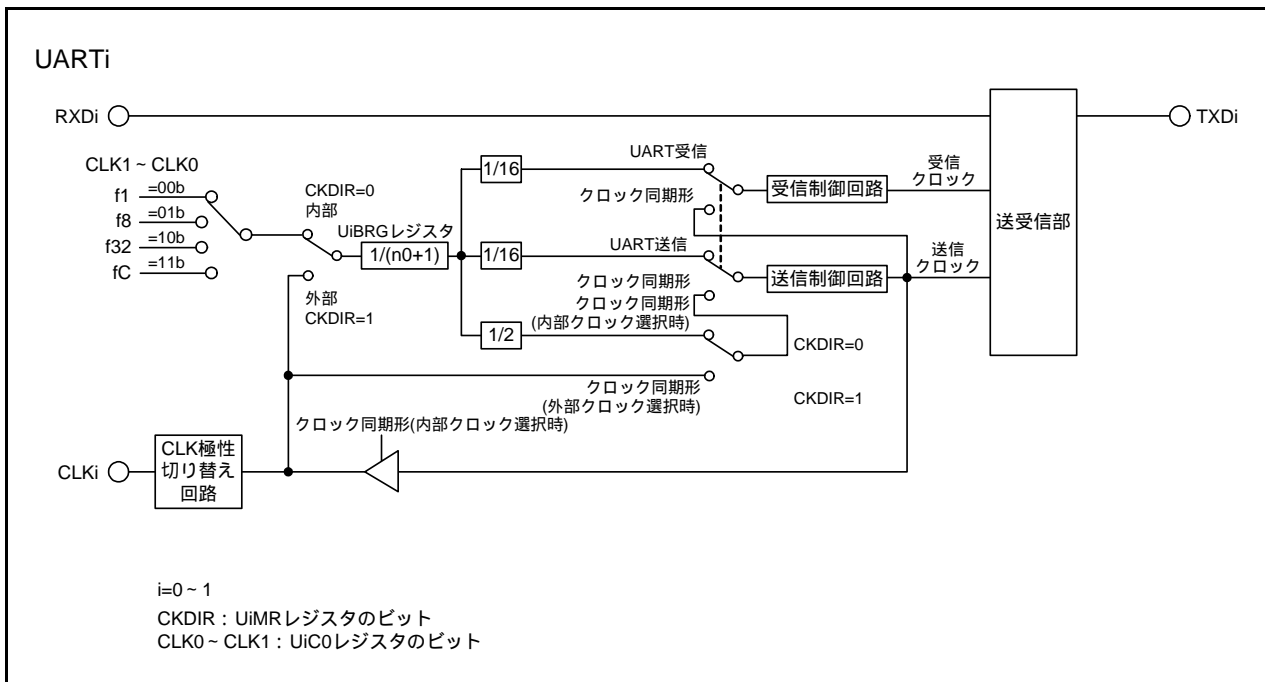 UARTi
RXDi
TXDi
CLK1 ~ CLK0
f1 =00b
f8 =01b
f32 =10b
fC =11b
CKDIR=0
内部
UiBRGレジスタ
1/(n0+1)
外部
CKDIR=1
1/16
UART受信
クロック同期形
受信制御回路
受信
クロック
送受信部
1/16
UART送信
クロック同期形
送信制御回路
送信
クロック
1/2
クロック同期形
(内部クロック選択時)
CKDIR=0
クロック同期形
(外部クロック選択時)
CKDIR=1
クロック同期形(内部クロック選択時)
CLKi
CLK極性
切り替え
回路
i=0 ~ 1
CKDIR : UiMRレジスタのビット
CLK0 ~ CLK1 : UiC0レジスタのビット